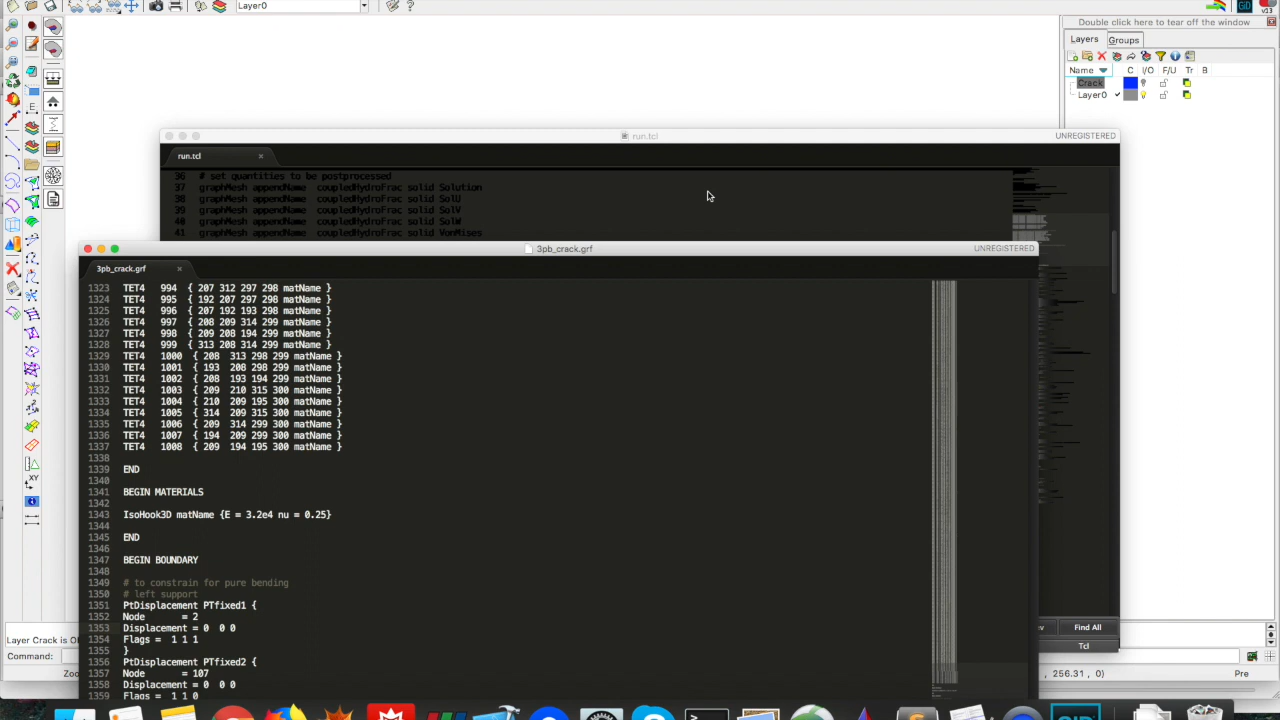 Layer0
v13
Double click here to tear off the window
Layers Groups
Name C I/O F/U Tr B
Crack
Layer0
run.tcl UNREGISTERED
run.tcl
36 # set quantities to be postprocessed
37 graphMesh appendName coupledHydroFrac solid Solution
38 graphMesh appendName coupledHydroFrac solid SolU
39 graphMesh appendName coupledHydroFrac solid SolV
40 graphMesh appendName coupledHydroFrac solid SolW
41 graphMesh appendName coupledHydroFrac solid VonMises
3pb_crack.grf UNREGISTERED
3pb_crack.grf
1323 TET4 994 { 207 312 297 298 matName }
1324 TET4 995 { 192 207 297 298 matName }
1325 TET4 996 { 207 192 193 298 matName }
1326 TET4 997 { 208 209 314 299 matName }
1327 TET4 998 { 209 208 194 299 matName }
1328 TET4 999 { 313 208 314 299 matName }
1329 TET4 1000 { 208 313 298 299 matName }
1330 TET4 1001 { 193 208 298 299 matName }
1331 TET4 1002 { 208 193 194 299 matName }
1332 TET4 1003 { 209 210 315 300 matName }
1333 TET4 1004 { 210 209 195 300 matName }
1334 TET4 1005 { 314 209 315 300 matName }
1335 TET4 1006 { 209 314 299 300 matName }
1336 TET4 1007 { 194 209 299 300 matName }
1337 TET4 1008 { 209 194 195 300 matName }
1338
1339 END
1340
1341 BEGIN MATERIALS
1342
1343 IsoHook3D matName {E = 3.2e4 nu = 0.25}
1344
1345 END
1346
1347 BEGIN BOUNDARY
1348
1349 # to constrain for pure bending
1350 # left support
1351 PtDisplacement PTfixed1 {
1352 Node = 2
1353 Displacement = 0 0 0
1354 Flags = 1 1 1
1355 }
1356 PtDisplacement PTfixed2 {
1357 Node = 107
1358 Displacement = 0 0 0
1359 Flags = 1 1 0
Find All
Tcl
Layer Crack is
Command:
Zoo
, 256.31 , 0) Pre